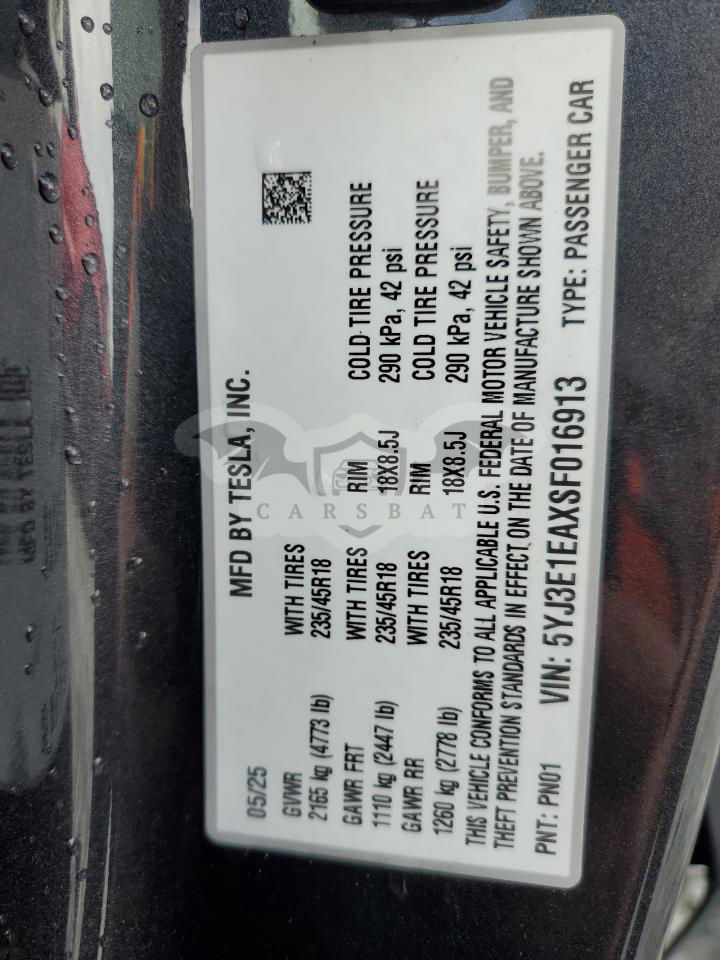 MFD BY TESLA, INC.
05/25
GVWR WITH TIRES
2165 kg (4773 lb) 235/45R18
GAWR FRT WITH TIRES RIM COLD TIRE PRESSURE
1110 kg (2447 lb) 235/45R18 18X8.5J 290 kPa, 42 psi
GAWR RR WITH TIRES RIM COLD TIRE PRESSURE
1260 kg (2778 lb) 235/45R18 18X8.5J 290 kPa, 42 psi
THIS VEHICLE CONFORMS TO ALL APPLICABLE U.S. FEDERAL MOTOR VEHICLE SAFETY, BUMPER, AND
THEFT PREVENTION STANDARDS IN EFFECT ON THE DATE OF MANUFACTURE SHOWN ABOVE.
PNT: PN01 VIN: 5YJ3E1EAXSF016913 TYPE: PASSENGER CAR
CARSBAT